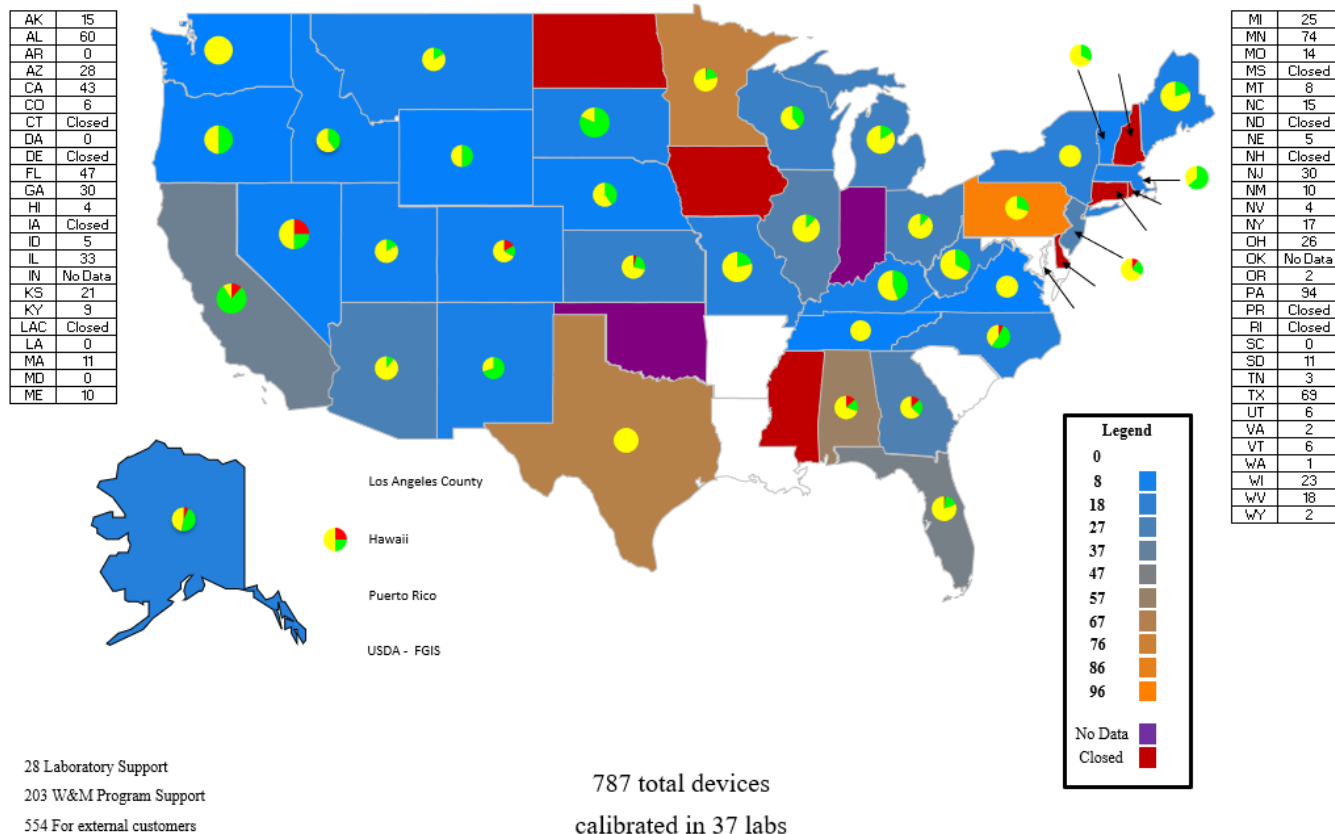 AK 15
AL 60
AR 0
AZ 28
CA 43
CO 6
CT Closed
DA 0
DE Closed
FL 47
GA 30
HI 4
IA Closed
ID 5
IL 33
IN No Data
KS 21
KY 9
LAC Closed
LA 0
MA 11
MD 0
ME 10
MI 25
MN 74
MO 14
MS Closed
MT 8
NC 15
ND Closed
NE 5
NH Closed
NJ 30
NM 10
NV 4
NY 17
OH 26
OK No Data
OR 2
PA 94
PR Closed
RI Closed
SC 0
SD 11
TN 3
TX 69
UT 6
VA 2
VT 6
WA 1
WI 23
WV 18
WY 2
Los Angeles County
Hawaii
Puerto Rico
USDA - FGIS
Legend
0
8
18
27
37
47
57
67
76
86
96
No Data
Closed
28 Laboratory Support
203 W&M Program Support
554 For external customers
787 total devices
calibrated in 37 labs